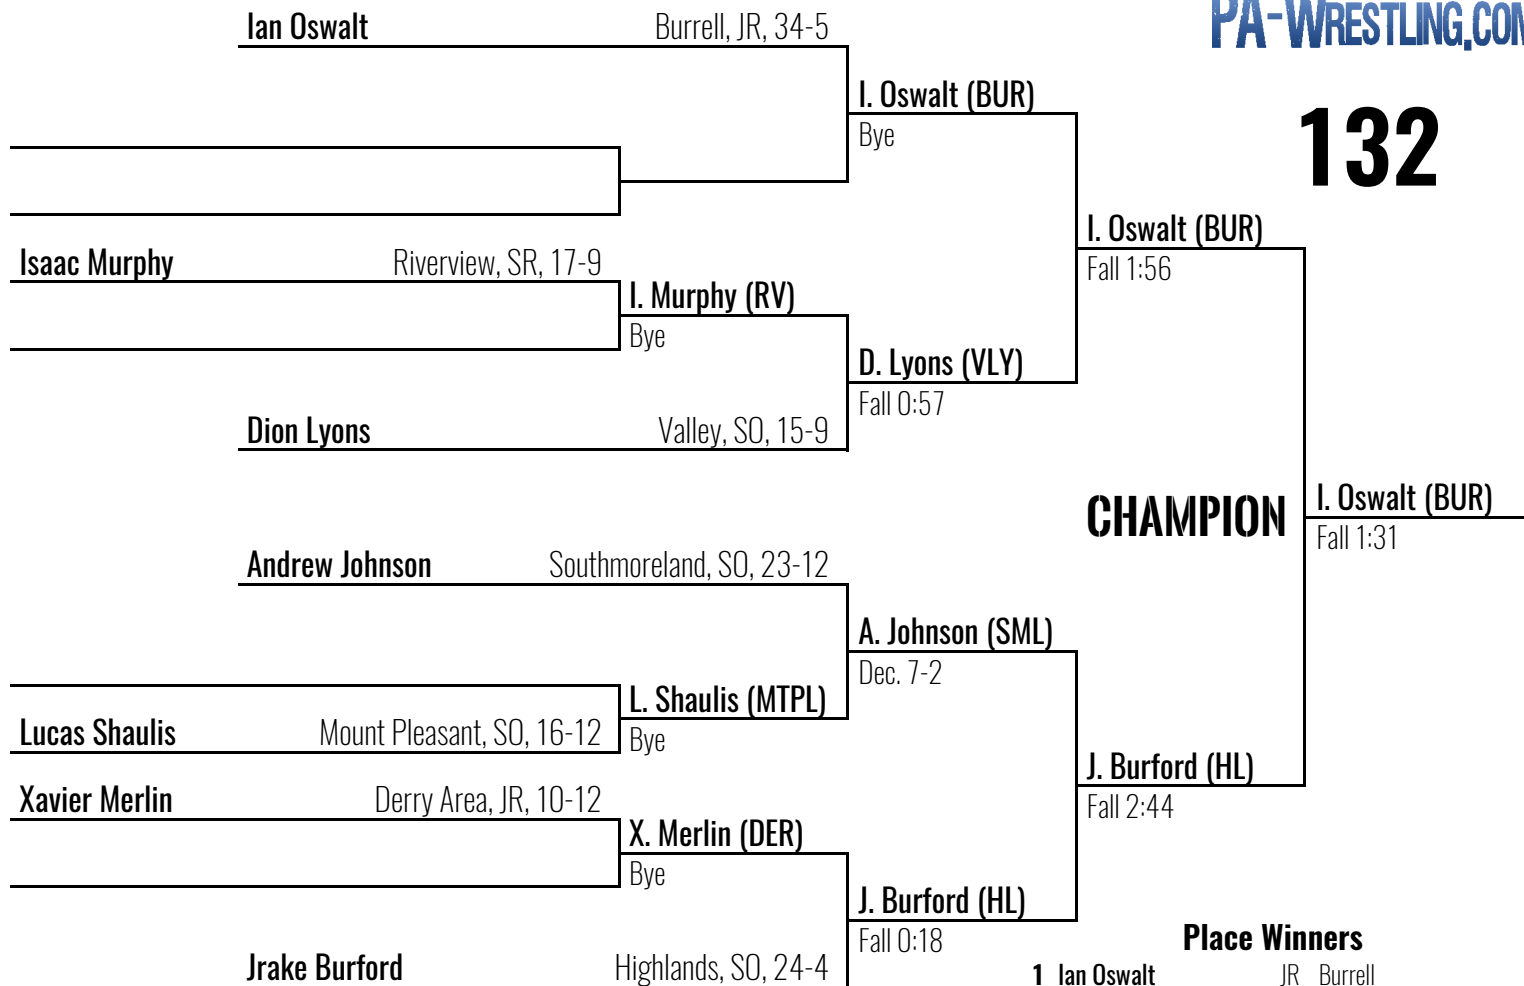 PA-WRESTLING.COM
132
Ian Oswalt Burrell, JR, 34-5
I. Oswalt (BUR)
Bye
I. Oswalt (BUR)
Fall 1:56
Isaac Murphy Riverview, SR, 17-9
I. Murphy (RV)
Bye
D. Lyons (VLY)
Fall 0:57
Dion Lyons Valley, SO, 15-9
CHAMPION
I. Oswalt (BUR)
Fall 1:31
Andrew Johnson Southmoreland, SO, 23-12
A. Johnson (SML)
Dec. 7-2
L. Shaulis (MTPL)
Lucas Shaulis Mount Pleasant, SO, 16-12
Bye
J. Burford (HL)
Fall 2:44
Xavier Merlin Derry Area, JR, 10-12
X. Merlin (DER)
Bye
J. Burford (HL)
Fall 0:18
Jrake Burford Highlands, SO, 24-4
Place Winners
1 Ian Oswalt JR Burrell